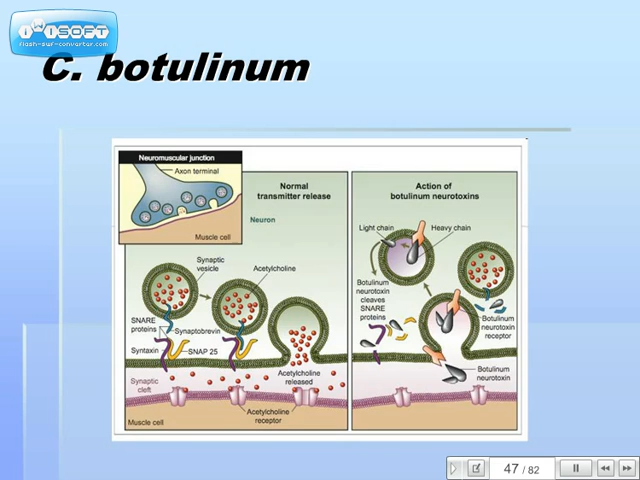 iWiSOFT
flash-swf-converter.com
C. botulinum
Neuromuscular junction
Axon terminal
Muscle cell
Normal
transmitter release
Neuron
Synaptic
vesicle
Acetylcholine
SNARE
proteins
Synaptobrevin
Syntaxin
SNAP 25
Synaptic
cleft
Acetylcholine
released
Acetylcholine
receptor
Muscle cell
Action of
botulinum neurotoxins
Light chain
Heavy chain
Botulinum
neurotoxin
cleaves
SNARE
proteins
Botulinum
neurotoxin
receptor
Botulinum
neurotoxin
47 / 82